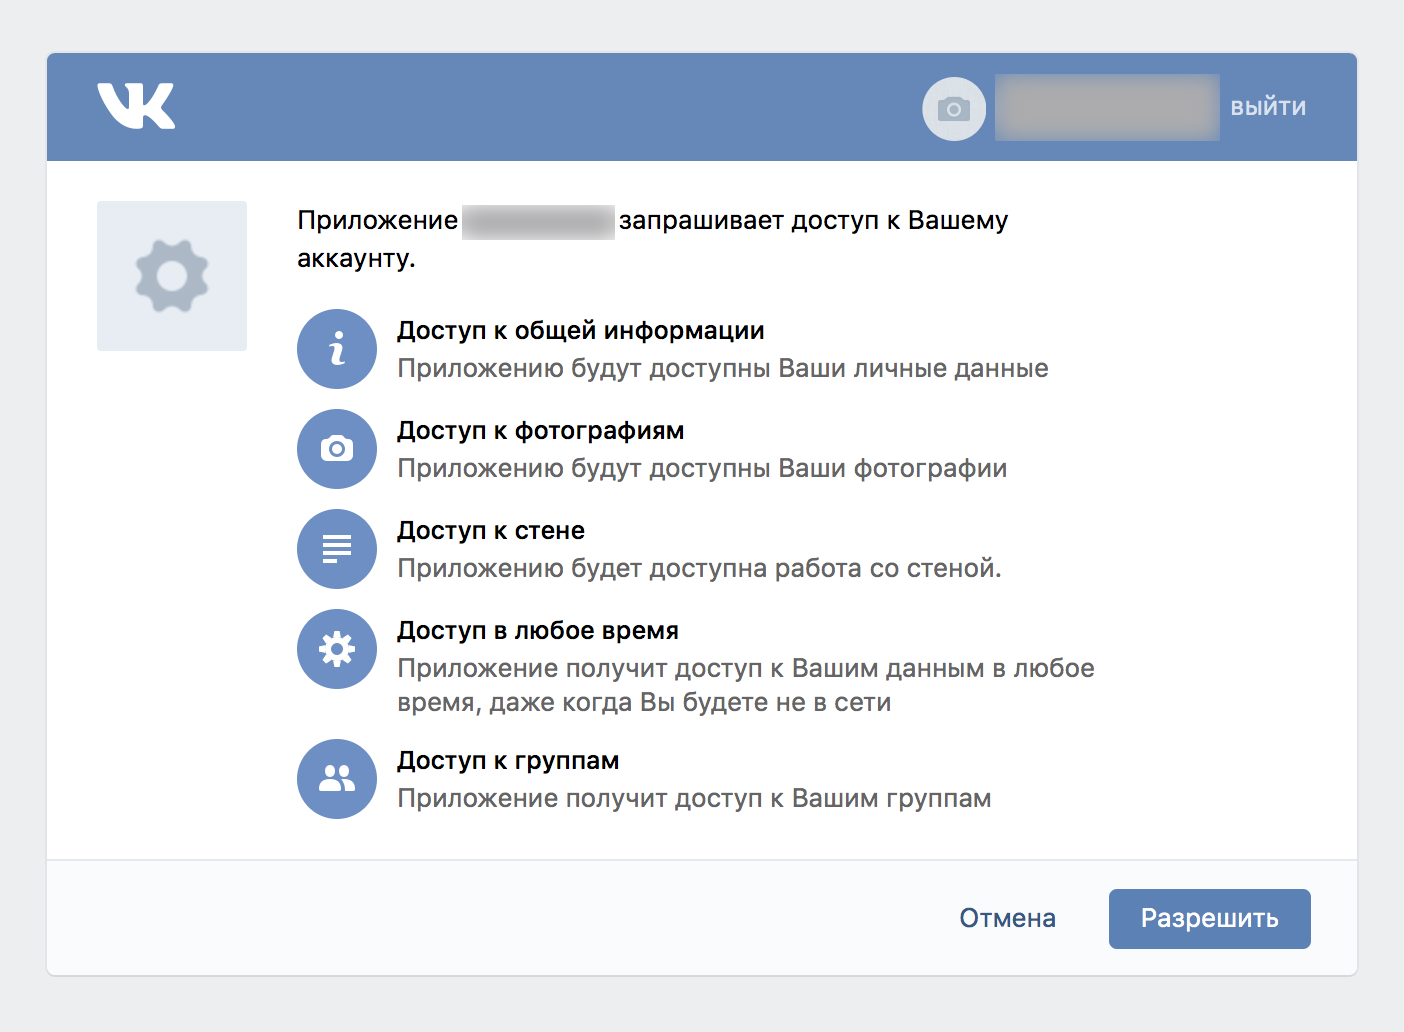 VK
выйти
Приложение запрашивает доступ к Вашему
аккаунту.
Доступ к общей информации
Приложению будут доступны Ваши личные данные
Доступ к фотографиям
Приложению будут доступны Ваши фотографии
Доступ к стене
Приложению будет доступна работа со стеной.
Доступ в любое время
Приложение получит доступ к Вашим данным в любое
время, даже когда Вы будете не в сети
Доступ к группам
Приложение получит доступ к Вашим группам
Отмена
Разрешить